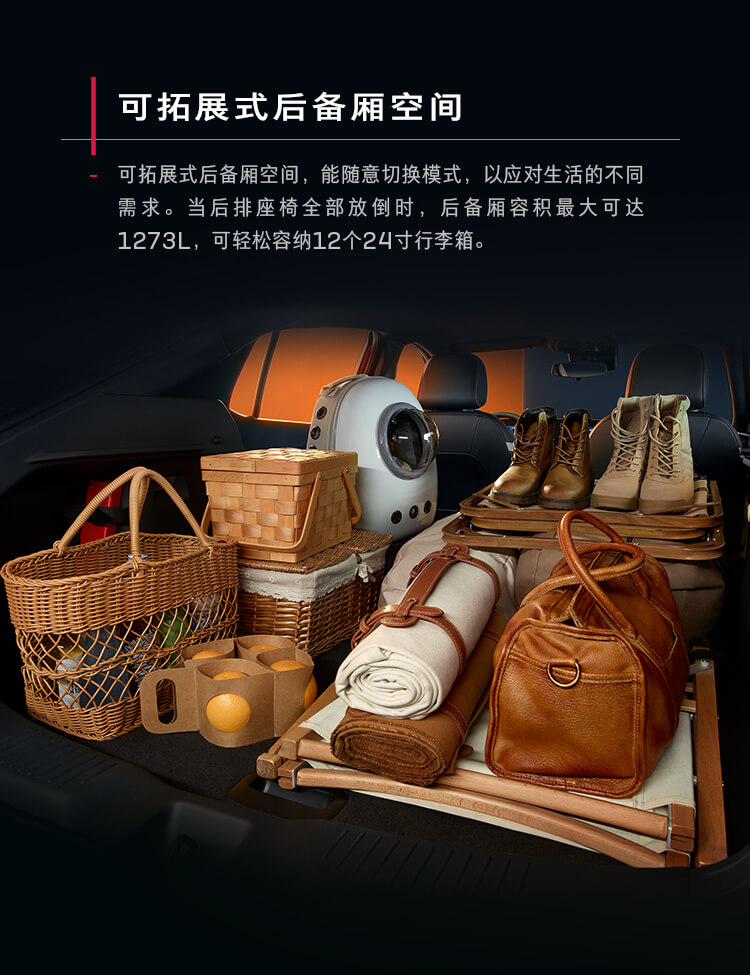 可拓展式后备厢空间
- 可拓展式后备厢空间，能随意切换模式，以应对生活的不同
需求。当后排座椅全部放倒时，后备厢容积最大可达
1273L，可轻松容纳12个24寸行李箱。